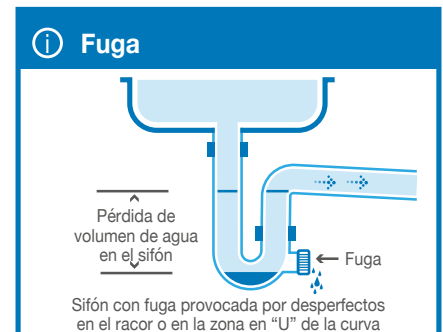 Fuga
Pérdida de
volumen de agua
en el sifón
Fuga
Sifón con fuga provocada por desperfectos
en el racor o en la zona en “U” de la curva